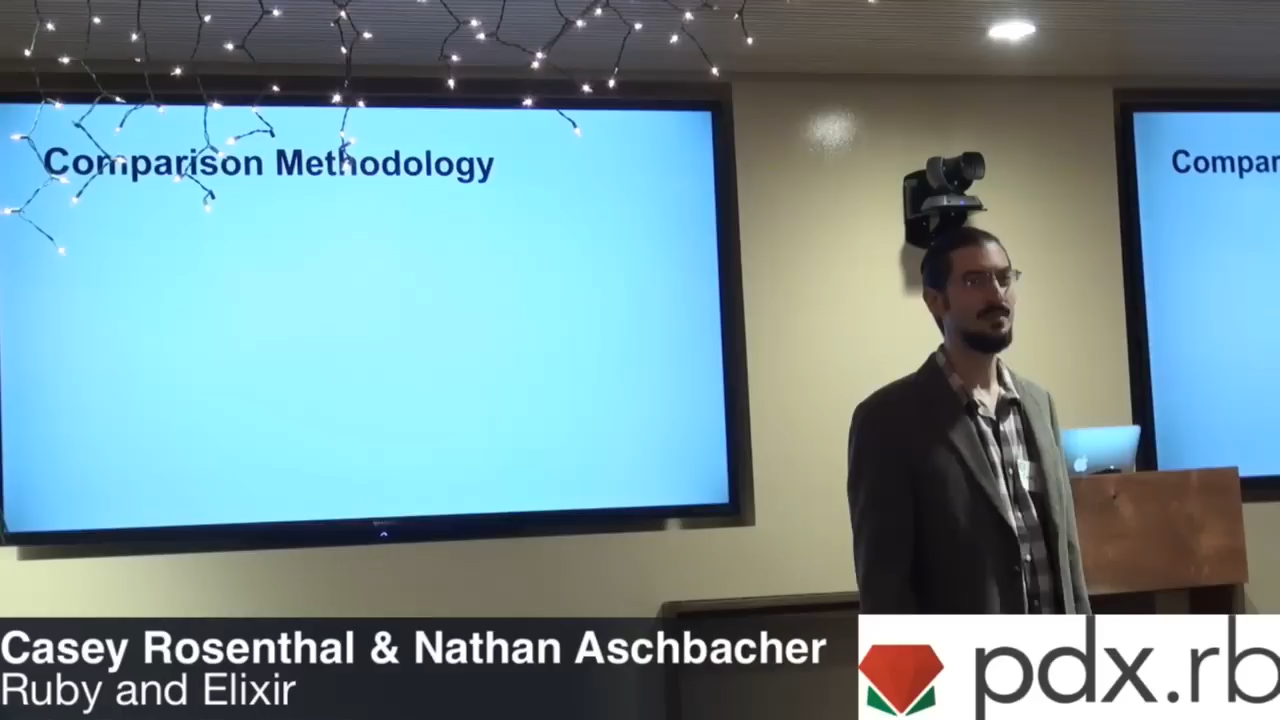 Comparison Methodology
Compar
Casey Rosenthal & Nathan Aschbacher
Ruby and Elixir
pdx.rb